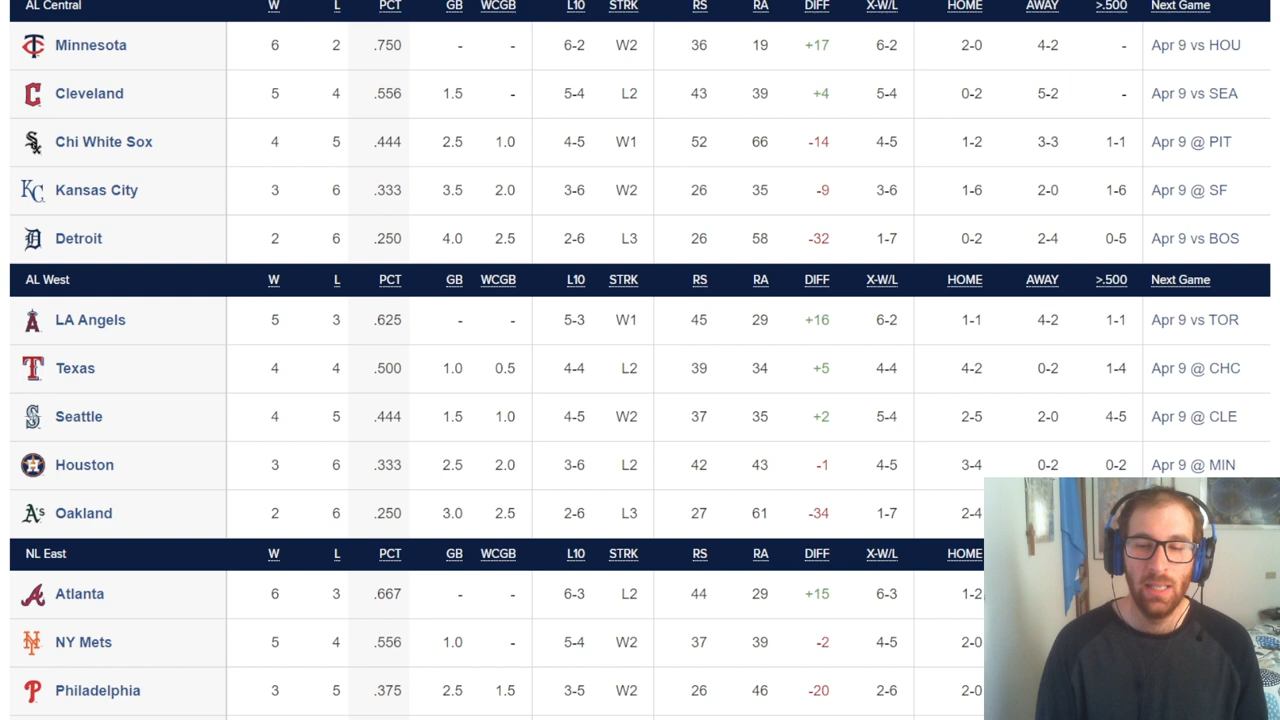 AL Central W L PCT GB WCGB L10 STRK RS RA DIFF X-W/L HOME AWAY >.500 Next Game
Minnesota 6 2 .750 - - 6-2 W2 36 19 +17 6-2 2-0 4-2 - Apr 9 vs HOU
Cleveland 5 4 .556 1.5 - 5-4 L2 43 39 +4 5-4 0-2 5-2 - Apr 9 vs SEA
Chi White Sox 4 5 .444 2.5 1.0 4-5 W1 52 66 -14 4-5 1-2 3-3 1-1 Apr 9 @ PIT
Kansas City 3 6 .333 3.5 2.0 3-6 W2 26 35 -9 3-6 1-6 2-0 1-6 Apr 9 @ SF
Detroit 2 6 .250 4.0 2.5 2-6 L3 26 58 -32 1-7 0-2 2-4 0-5 Apr 9 vs BOS
AL West W L PCT GB WCGB L10 STRK RS RA DIFF X-W/L HOME AWAY >.500 Next Game
LA Angels 5 3 .625 - - 5-3 W1 45 29 +16 6-2 1-1 4-2 1-1 Apr 9 vs TOR
Texas 4 4 .500 1.0 0.5 4-4 L2 39 34 +5 4-4 4-2 0-2 1-4 Apr 9 @ CHC
Seattle 4 5 .444 1.5 1.0 4-5 W2 37 35 +2 5-4 2-5 2-0 4-5 Apr 9 @ CLE
Houston 3 6 .333 2.5 2.0 3-6 L2 42 43 -1 4-5 3-4 0-2 0-2 Apr 9 @ MIN
Oakland 2 6 .250 3.0 2.5 2-6 L3 27 61 -34 1-7 2-4
NL East W L PCT GB WCGB L10 STRK RS RA DIFF X-W/L HOME
Atlanta 6 3 .667 - - 6-3 L2 44 29 +15 6-3 1-2
NY Mets 5 4 .556 1.0 - 5-4 W2 37 39 -2 4-5 2-0
Philadelphia 3 5 .375 2.5 1.5 3-5 W2 26 46 -20 2-6 2-0